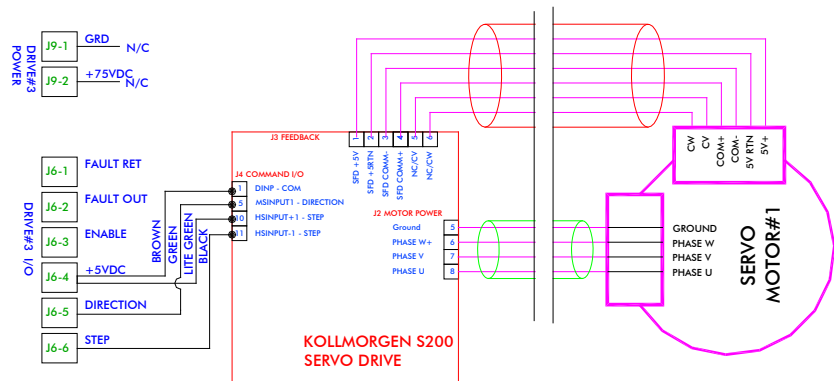 J9-1
GRD
N/C
J9-2
+75VDC
N/C
DRIVE#3
POWER
J6-1
FAULT RET
J6-2
FAULT OUT
J6-3
ENABLE
J6-4
+5VDC
J6-5
DIRECTION
J6-6
STEP
DRIVE#3 I/O
BROWN
GREEN
LITE GREEN
BLACK
J3 FEEDBACK
1
2
3
4
5
6
SFD +5V
SFD +5RTN
SFD COMM-
SFD COMM+
NC/CV
NC/CW
J4 COMMAND I/O
1
DINP - COM
5
MSINPUT1 - DIRECTION
10
HSINPUT+1 - STEP
11
HSINPUT-1 - STEP
J2 MOTOR POWER
Ground
5
PHASE W+
6
PHASE V
7
PHASE U
8
KOLLMORGEN S200
SERVO DRIVE
CW
CV
COM+
COM-
5V RTN
5V+
GROUND
PHASE W
PHASE V
PHASE U
SERVO
MOTOR#1